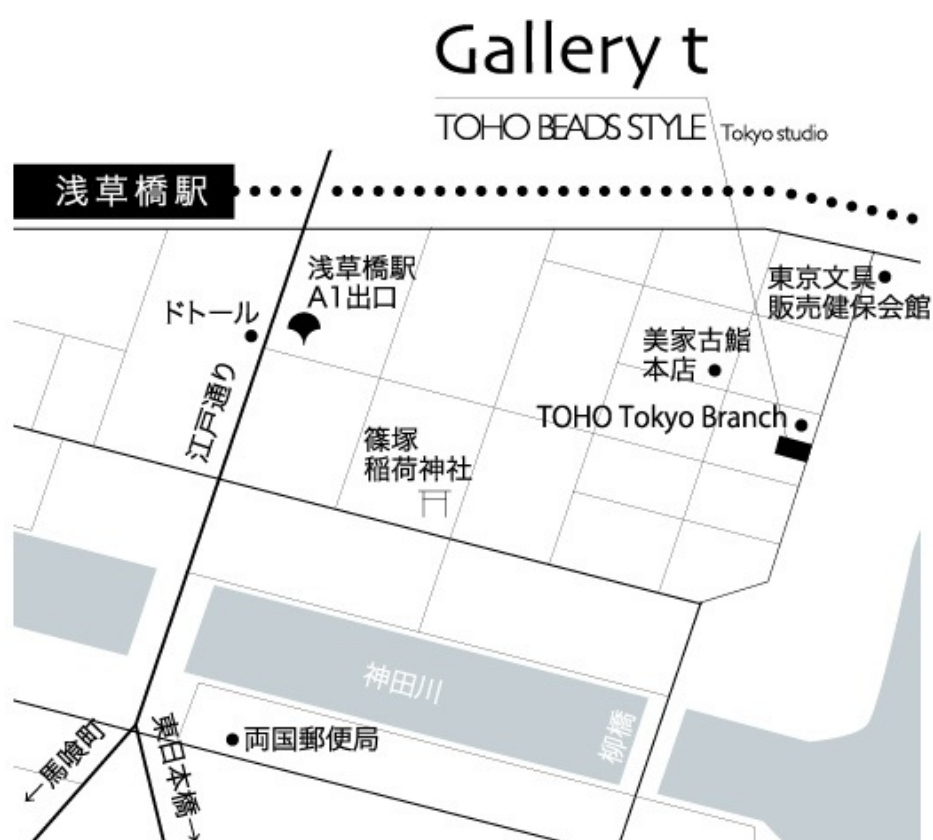 Gallery t
TOHO BEADS STYLE Tokyo studio
浅草橋駅
浅草橋駅
A1出口
ドトール
江戸通り
東京文具
販売健保会館
美家古鮨
本店
TOHO Tokyo Branch
篠塚
稲荷神社
神田川
柳橋
両国郵便局
←馬喰町
東日本橋→